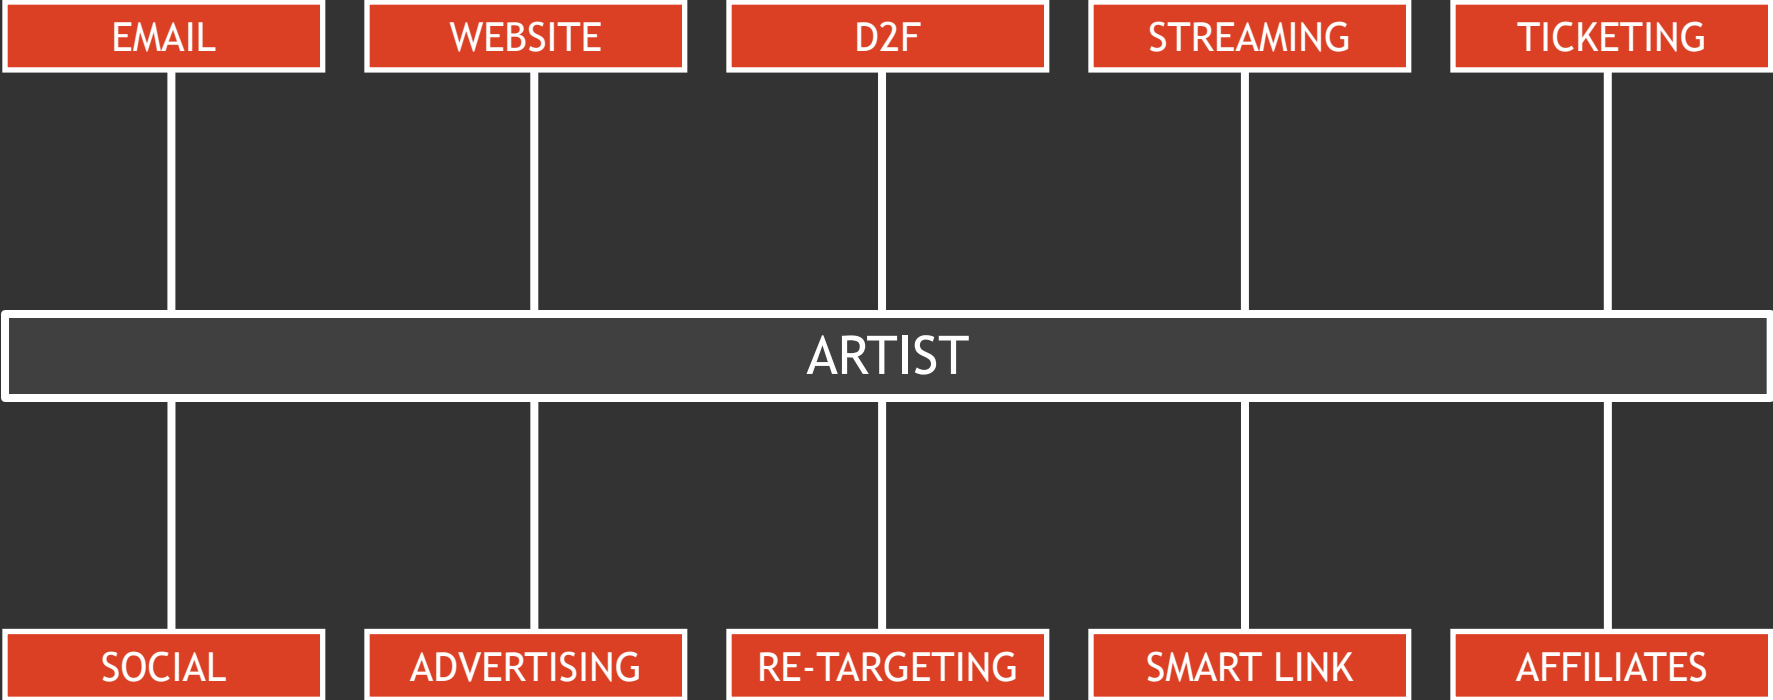 EMAIL
WEBSITE
D2F
STREAMING
TICKETING
ARTIST
SOCIAL
ADVERTISING
RE-TARGETING
SMART LINK
AFFILIATES